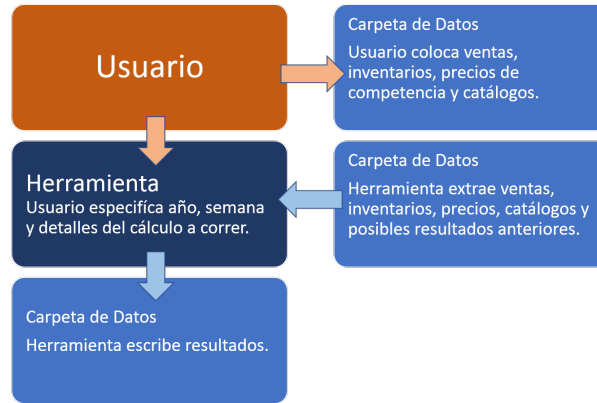 Usuario
Carpeta de Datos
Usuario coloca ventas,
inventarios, precios de
competencia y catálogos.
Herramienta
Usuario especifíca año, semana
y detalles del cálculo a correr.
Carpeta de Datos
Herramienta extrae ventas,
inventarios, precios, catálogos y
posibles resultados anteriores.
Carpeta de Datos
Herramienta escribe resultados.